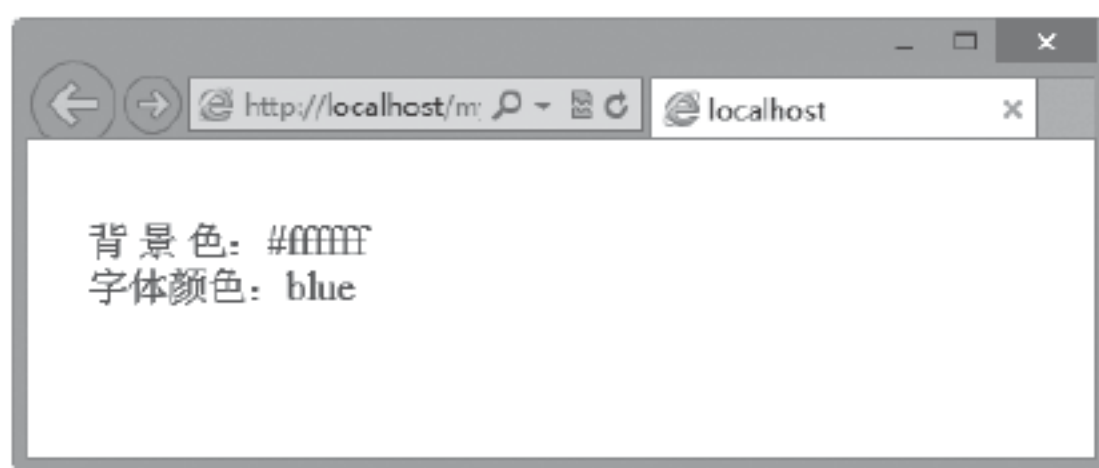 http://localhost/m
localhost
背 景 色：#ffffff
字体颜色：blue